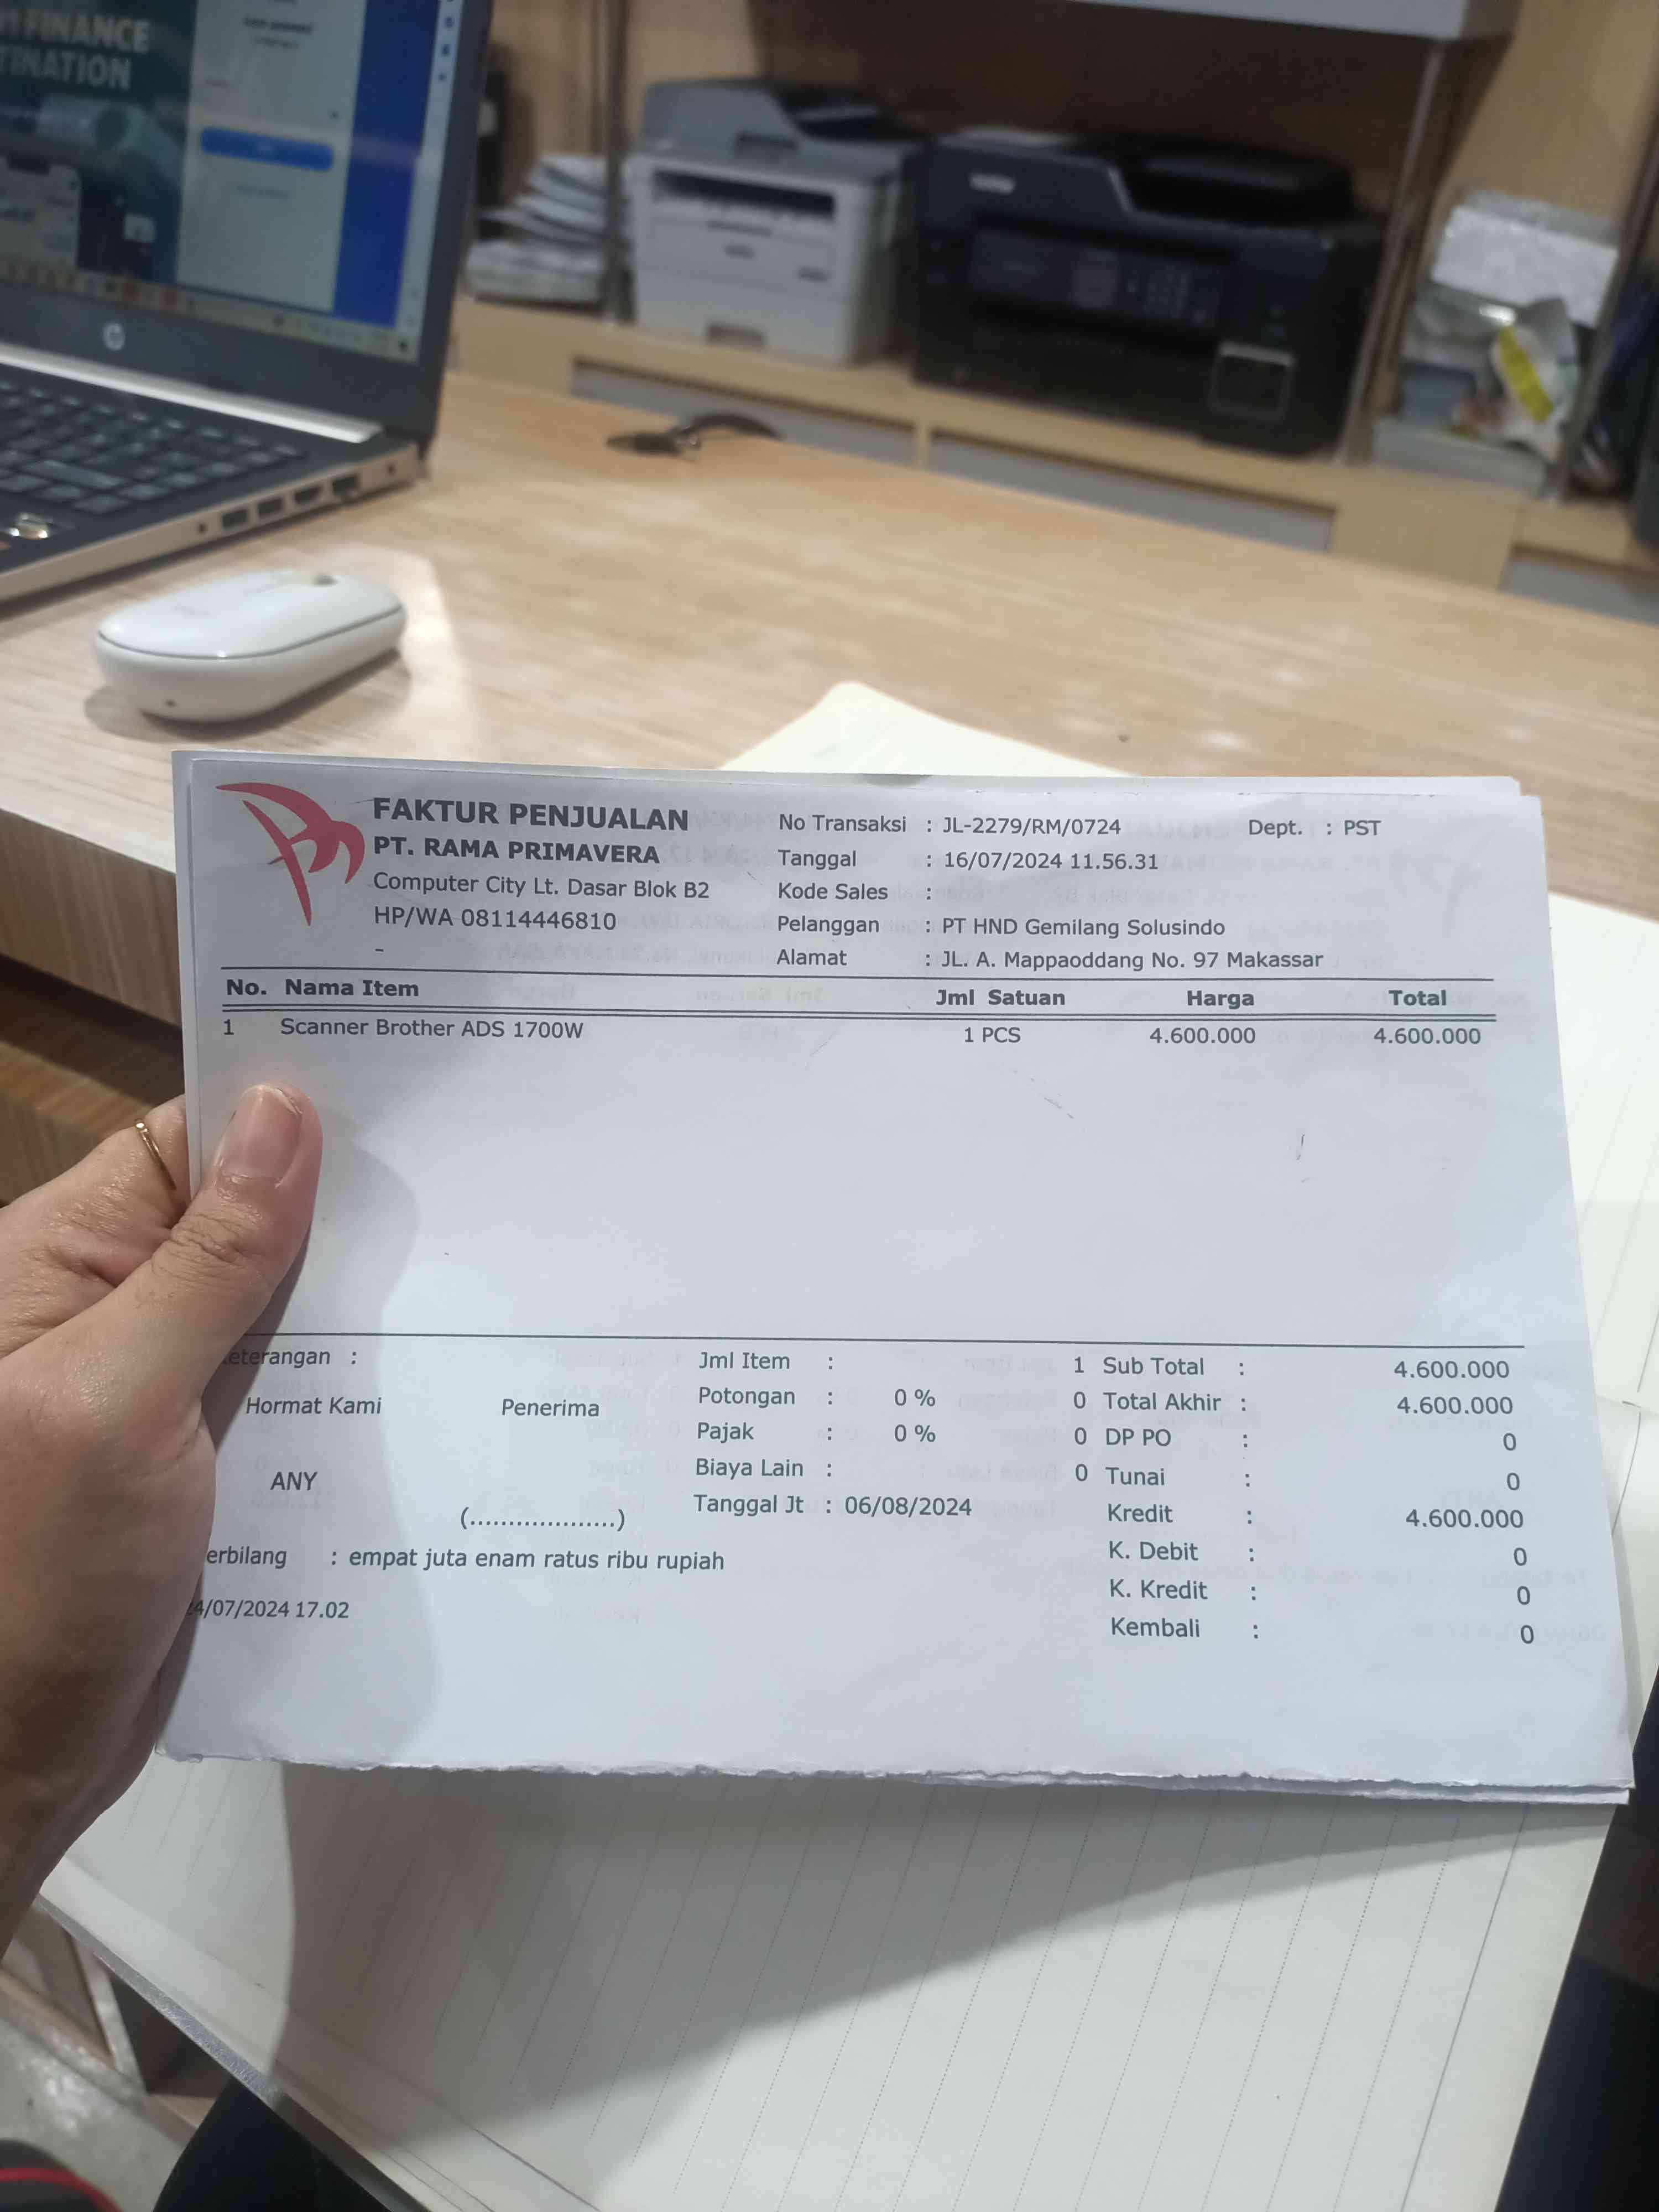 FINANCE
TINATION
hp
brother
FAKTUR PENJUALAN
PT. RAMA PRIMAVERA
Computer City Lt. Dasar Blok B2
HP/WA 08114446810
-
No Transaksi : JL-2279/RM/0724 Dept. : PST
Tanggal : 16/07/2024 11.56.31
Kode Sales :
Pelanggan : PT HND Gemilang Solusindo
Alamat : JL. A. Mappaoddang No. 97 Makassar
No. Nama Item Jml Satuan Harga Total
1 Scanner Brother ADS 1700W 1 PCS 4.600.000 4.600.000
eterangan :
Hormat Kami Penerima
ANY
(...................)
erbilang : empat juta enam ratus ribu rupiah
4/07/2024 17.02
Jml Item : 1
Potongan : 0 % 0
Pajak : 0 % 0
Biaya Lain : 0
Tanggal Jt : 06/08/2024
Sub Total : 4.600.000
Total Akhir : 4.600.000
DP PO : 0
Tunai : 0
Kredit : 4.600.000
K. Debit : 0
K. Kredit : 0
Kembali : 0